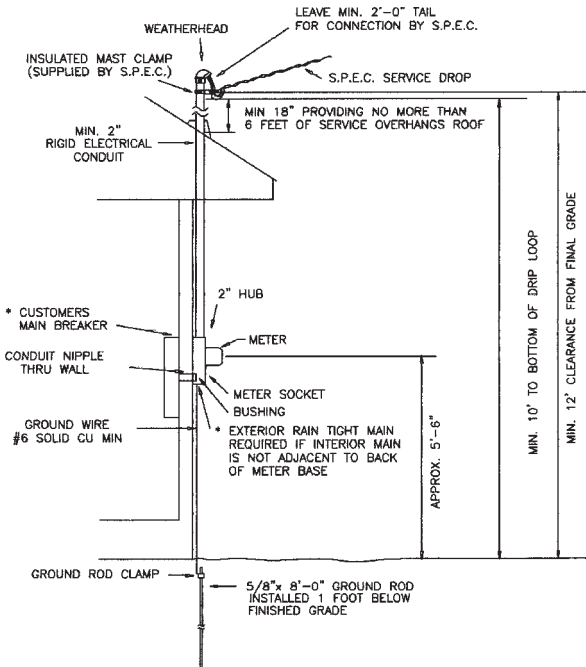 LEAVE MIN. 2'-0" TAIL
FOR CONNECTION BY S.P.E.C.
WEATHERHEAD
INSULATED MAST CLAMP
(SUPPLIED BY S.P.E.C.)
S.P.E.C. SERVICE DROP
MIN 18" PROVIDING NO MORE THAN
6 FEET OF SERVICE OVERHANGS ROOF
MIN. 2"
RIGID ELECTRICAL
CONDUIT
2" HUB
* CUSTOMERS
MAIN BREAKER
METER
CONDUIT NIPPLE
THRU WALL
METER SOCKET
BUSHING
GROUND WIRE
#6 SOLID CU MIN
* EXTERIOR RAIN TIGHT MAIN
REQUIRED IF INTERIOR MAIN
IS NOT ADJACENT TO BACK
OF METER BASE
APPROX. 5'-6"
MIN. 10' TO BOTTOM OF DRIP LOOP
MIN. 12' CLEARANCE FROM FINAL GRADE
GROUND ROD CLAMP
5/8"x 8'-0" GROUND ROD
INSTALLED 1 FOOT BELOW
FINISHED GRADE